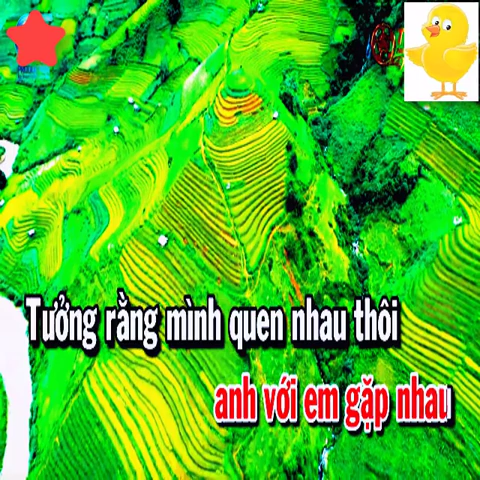 Tưởng rằng mình quen nhau thôi
anh với em gặp nhau